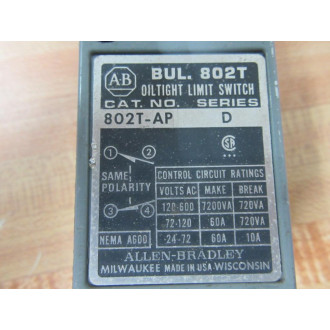 A-B
BUL. 802T
OILTIGHT LIMIT SWITCH
CAT. NO. SERIES
802T-AP D
SA
1 2
SAME POLARITY
3 4
NEMA A600
CONTROL CIRCUIT RATINGS
VOLTS AC MAKE BREAK
120-600 7200VA 720VA
72-120 60A 720VA
24-72 60A 10A
ALLEN-BRADLEY
MILWAUKEE MADE IN USA WISCONSIN